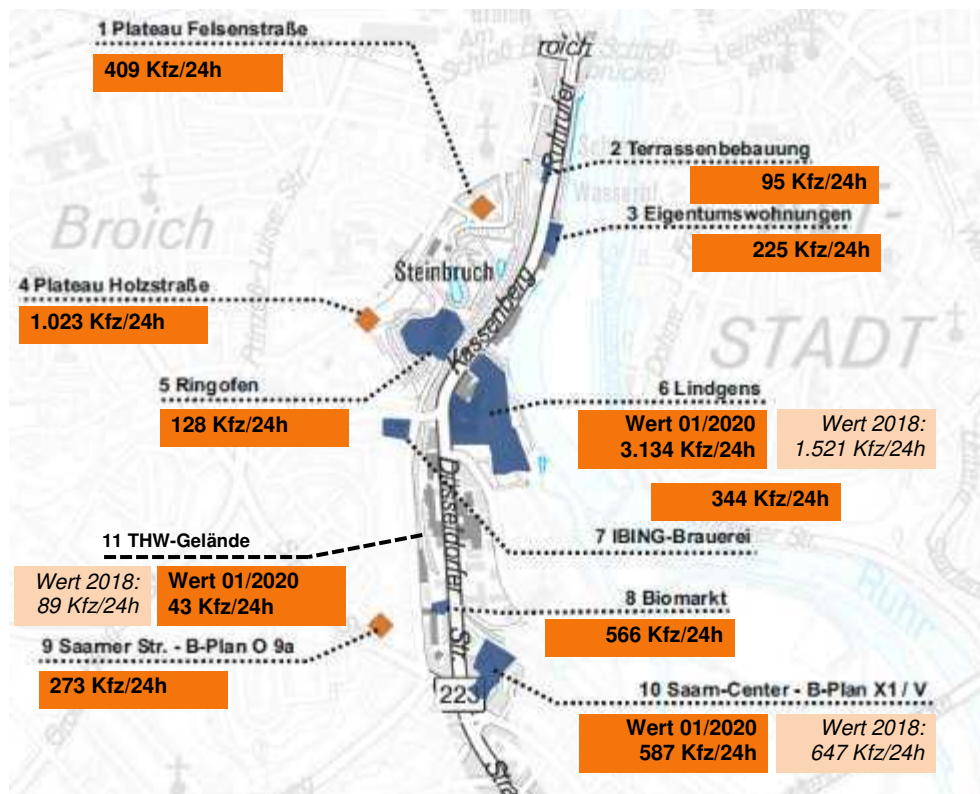 1 Plateau Felsenstraße
409 Kfz/24h
roich
Ruhrufer
2 Terrassenbebauung
95 Kfz/24h
3 Eigentumswohnungen
225 Kfz/24h
Broich
Steinbruch
4 Plateau Holzstraße
1.023 Kfz/24h
Kassenberg
STADT
5 Ringofen
128 Kfz/24h
6 Lindgens
Wert 01/2020
3.134 Kfz/24h
Wert 2018:
1.521 Kfz/24h
344 Kfz/24h
7 IBING-Brauerei
Düsseldorfer Str.
11 THW-Gelände
Wert 2018:
89 Kfz/24h
Wert 01/2020
43 Kfz/24h
Ruhr
8 Biomarkt
566 Kfz/24h
9 Saarner Str. - B-Plan O 9a
273 Kfz/24h
223
10 Saarn-Center - B-Plan X1 / V
Wert 01/2020
587 Kfz/24h
Wert 2018:
647 Kfz/24h